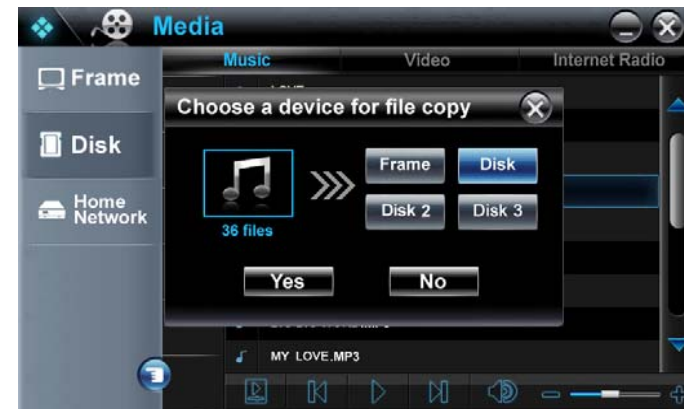 Media
Music Video Internet Radio
Frame
Disk
Home
Network
Choose a device for file copy
Frame Disk
Disk 2 Disk 3
36 files
Yes No
MY LOVE.MP3